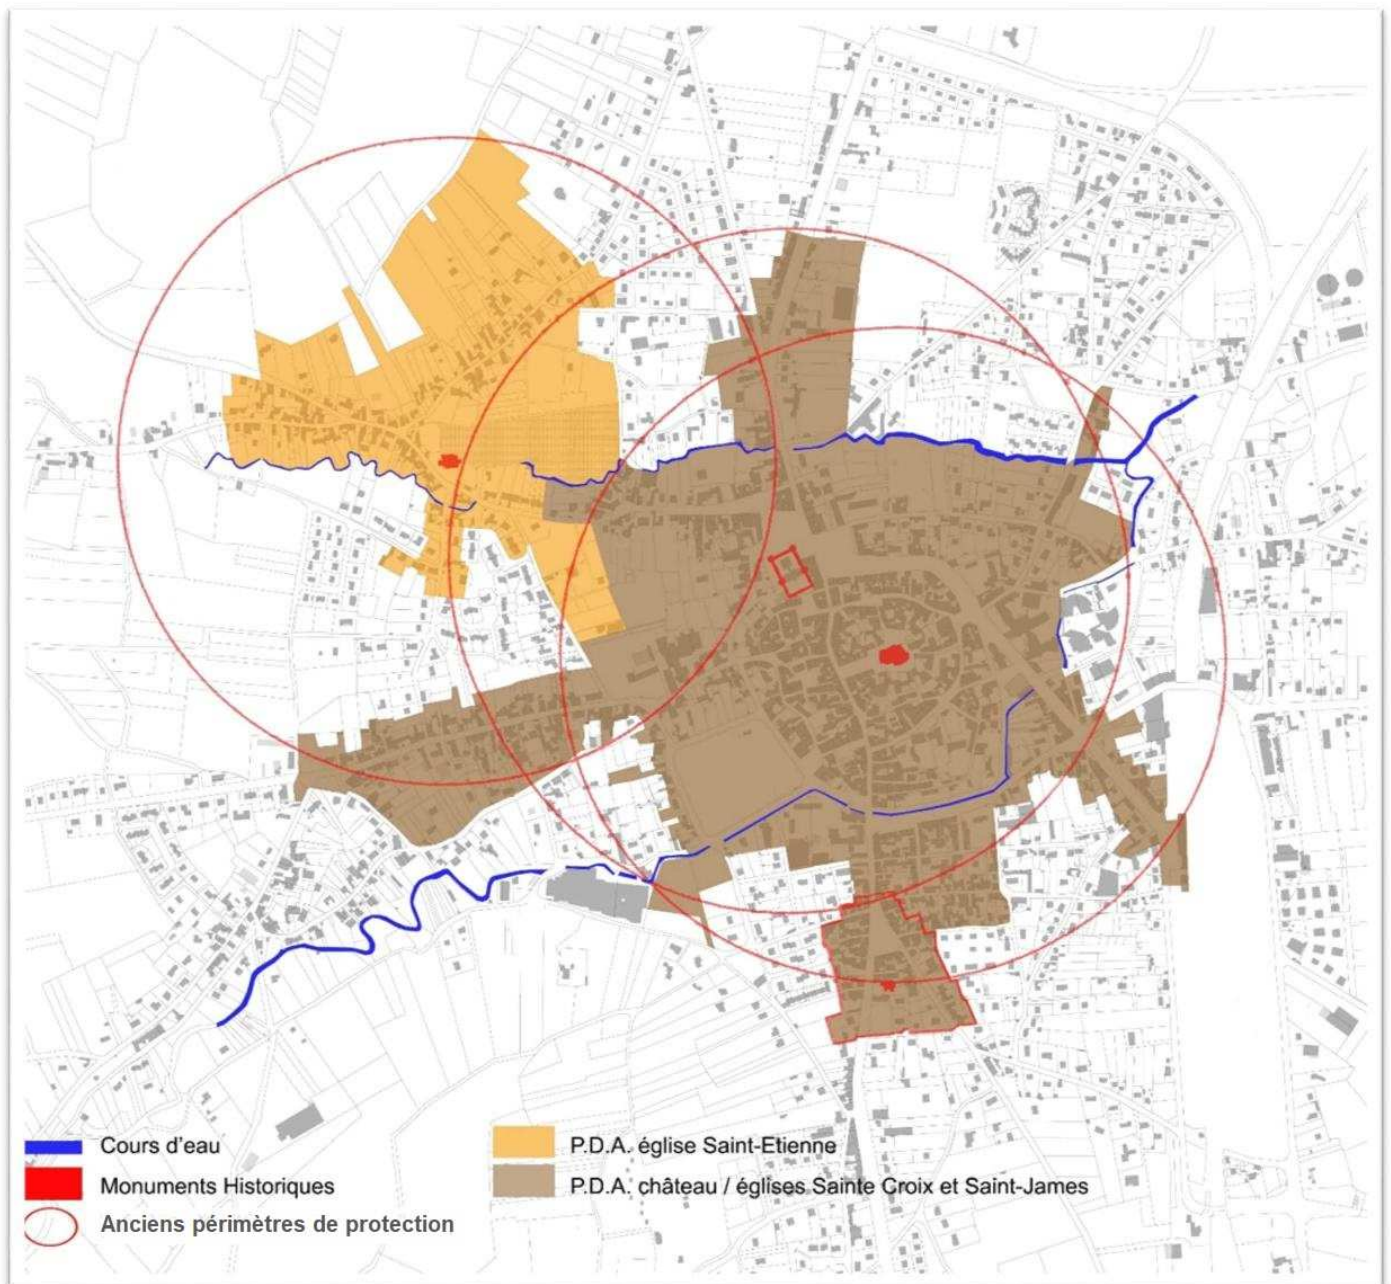 Cours d'eau
Monuments Historiques
Anciens périmètres de protection
P.D.A. église Saint-Etienne
P.D.A. château / églises Sainte Croix et Saint-James